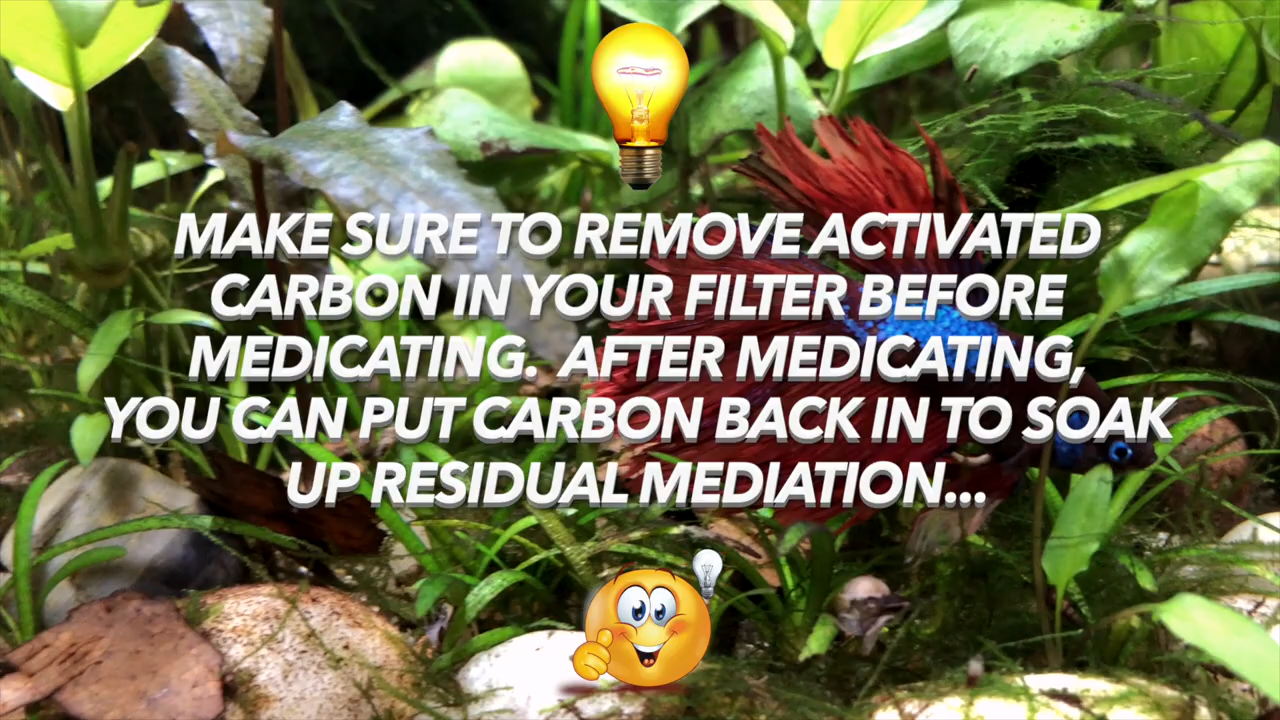 MAKE SURE TO REMOVE ACTIVATED
CARBON IN YOUR FILTER BEFORE
MEDICATING. AFTER MEDICATING,
YOU CAN PUT CARBON BACK IN TO SOAK
UP RESIDUAL MEDIATION...